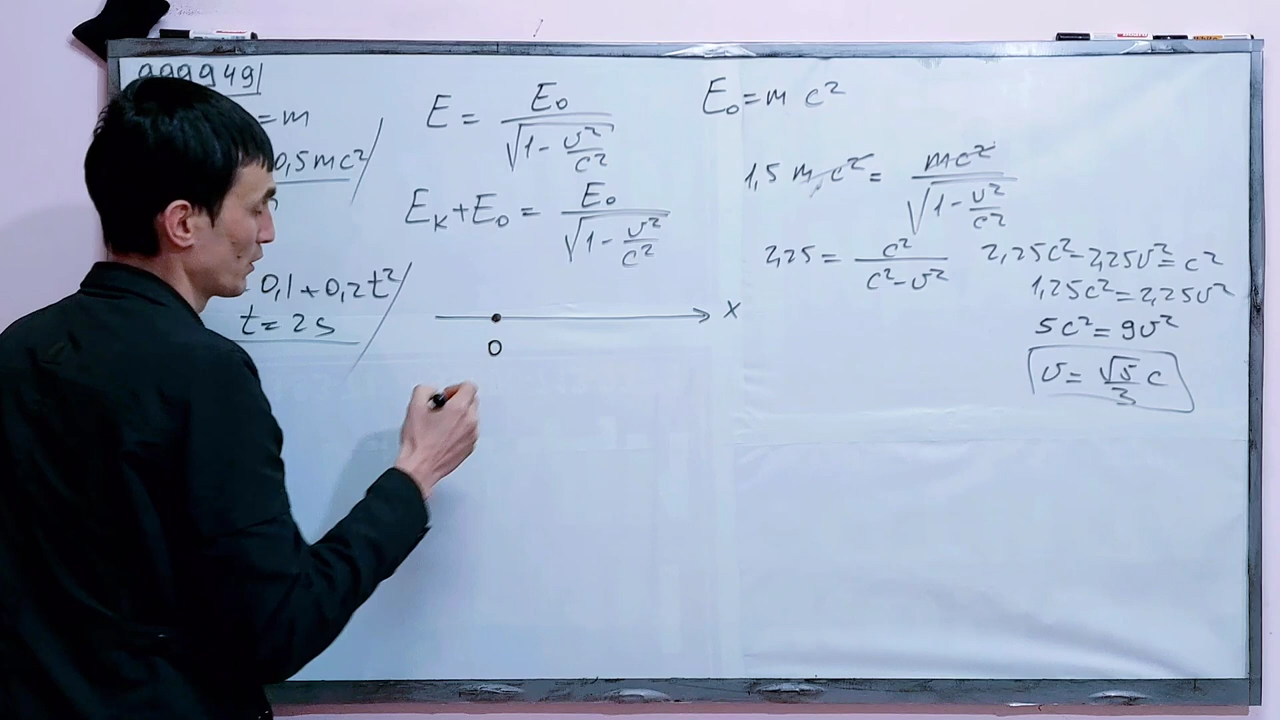 999949
=m
0,5mc²
0,1+0,2t²
t=2s
E = E₀ / √(1-υ²/c²)
Eₖ+E₀ = E₀ / √(1-υ²/c²)
x
0
E₀=m c²
1,5 m c² = mc² / √(1-υ²/c²)
2,25 = c² / (c²-υ²)
2,25c²-2,25υ²=c²
1,25c²=2,25υ²
5c²=9υ²
υ= √5/3 c